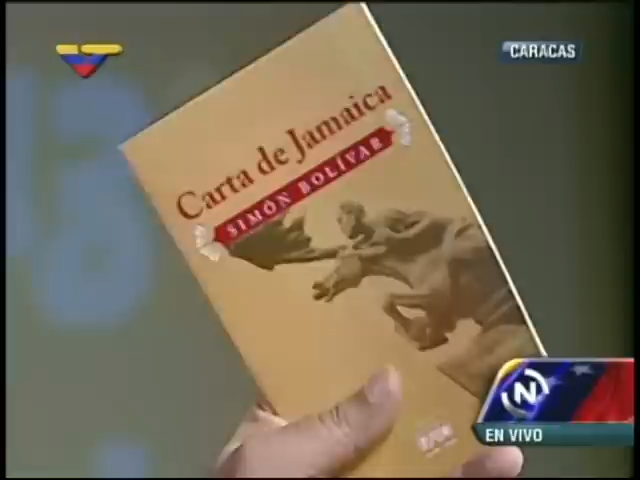 CARACAS
Carta de Jamaica
SIMÓN BOLÍVAR
N
EN VIVO